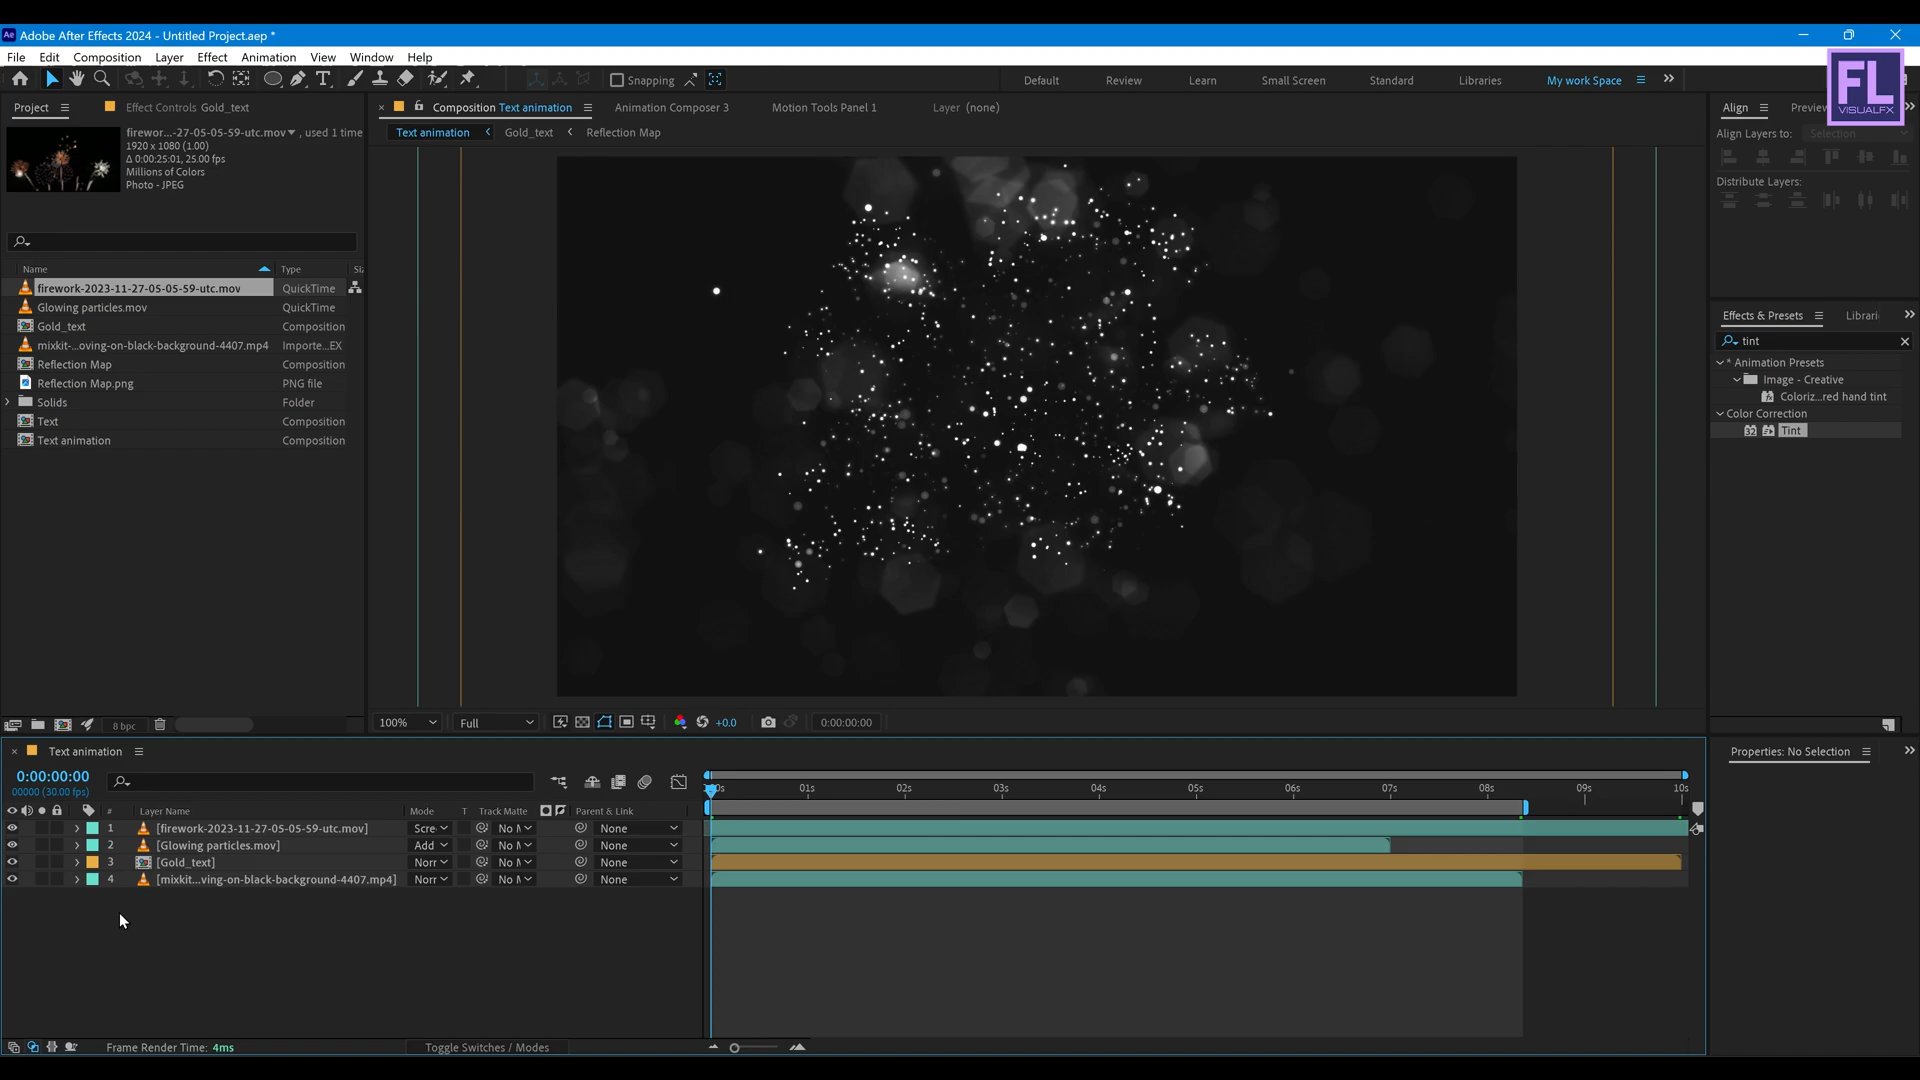 Adobe After Effects 2024 - Untitled Project.aep *
File Edit Composition Layer Effect Animation View Window Help
Snapping
Default Review Learn Small Screen Standard Libraries My work Space
FL
VISUALFX
Project Effect Controls Gold_text
Composition Text animation Animation Composer 3 Motion Tools Panel 1 Layer (none)
Align Preview
firewor...-27-05-05-59-utc.mov, used 1 time
1920 x 1080 (1.00)
Δ 0:00:25:01, 25.00 fps
Millions of Colors
Photo - JPEG
Text animation Gold_text Reflection Map
Align Layers to: Selection
Distribute Layers:
Name Type Siz
firework-2023-11-27-05-05-59-utc.mov QuickTime
Glowing particles.mov QuickTime
Gold_text Composition
mixkit-...oving-on-black-background-4407.mp4 Importe...EX
Reflection Map Composition
Reflection Map.png PNG file
Solids Folder
Text Composition
Text animation Composition
Effects & Presets Librari
tint
* Animation Presets
Image - Creative
Coloriz...red hand tint
Color Correction
32 Tint
8 bpc
100% Full +0.0 0:00:00:00
Text animation
Properties: No Selection
0:00:00:00
00000 (30.00 fps)
# Layer Name Mode T Track Matte Parent & Link
01s 02s 03s 04s 05s 06s 07s 08s 09s 10s
1 [firework-2023-11-27-05-05-59-utc.mov] Scre No M None
2 [Glowing particles.mov] Add No M None
3 [Gold_text] Norr No M None
4 [mixkit...ving-on-black-background-4407.mp4] Norr No M None
Frame Render Time: 4ms
Toggle Switches / Modes